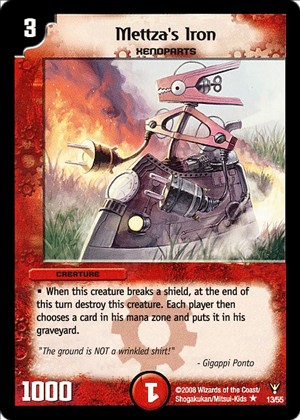 3
Mettza's Iron
XENOPARTS
CREATURE
▪ When this creature breaks a shield, at the end of
this turn destroy this creature. Each player then
chooses a card in his mana zone and puts it in his
graveyard.
"The ground is NOT a wrinkled shirt!"
- Gigappi Ponto
1000
1
©2008 Wizards of the Coast/
Shogakukan/Mitsui-Kids ★ 13/55